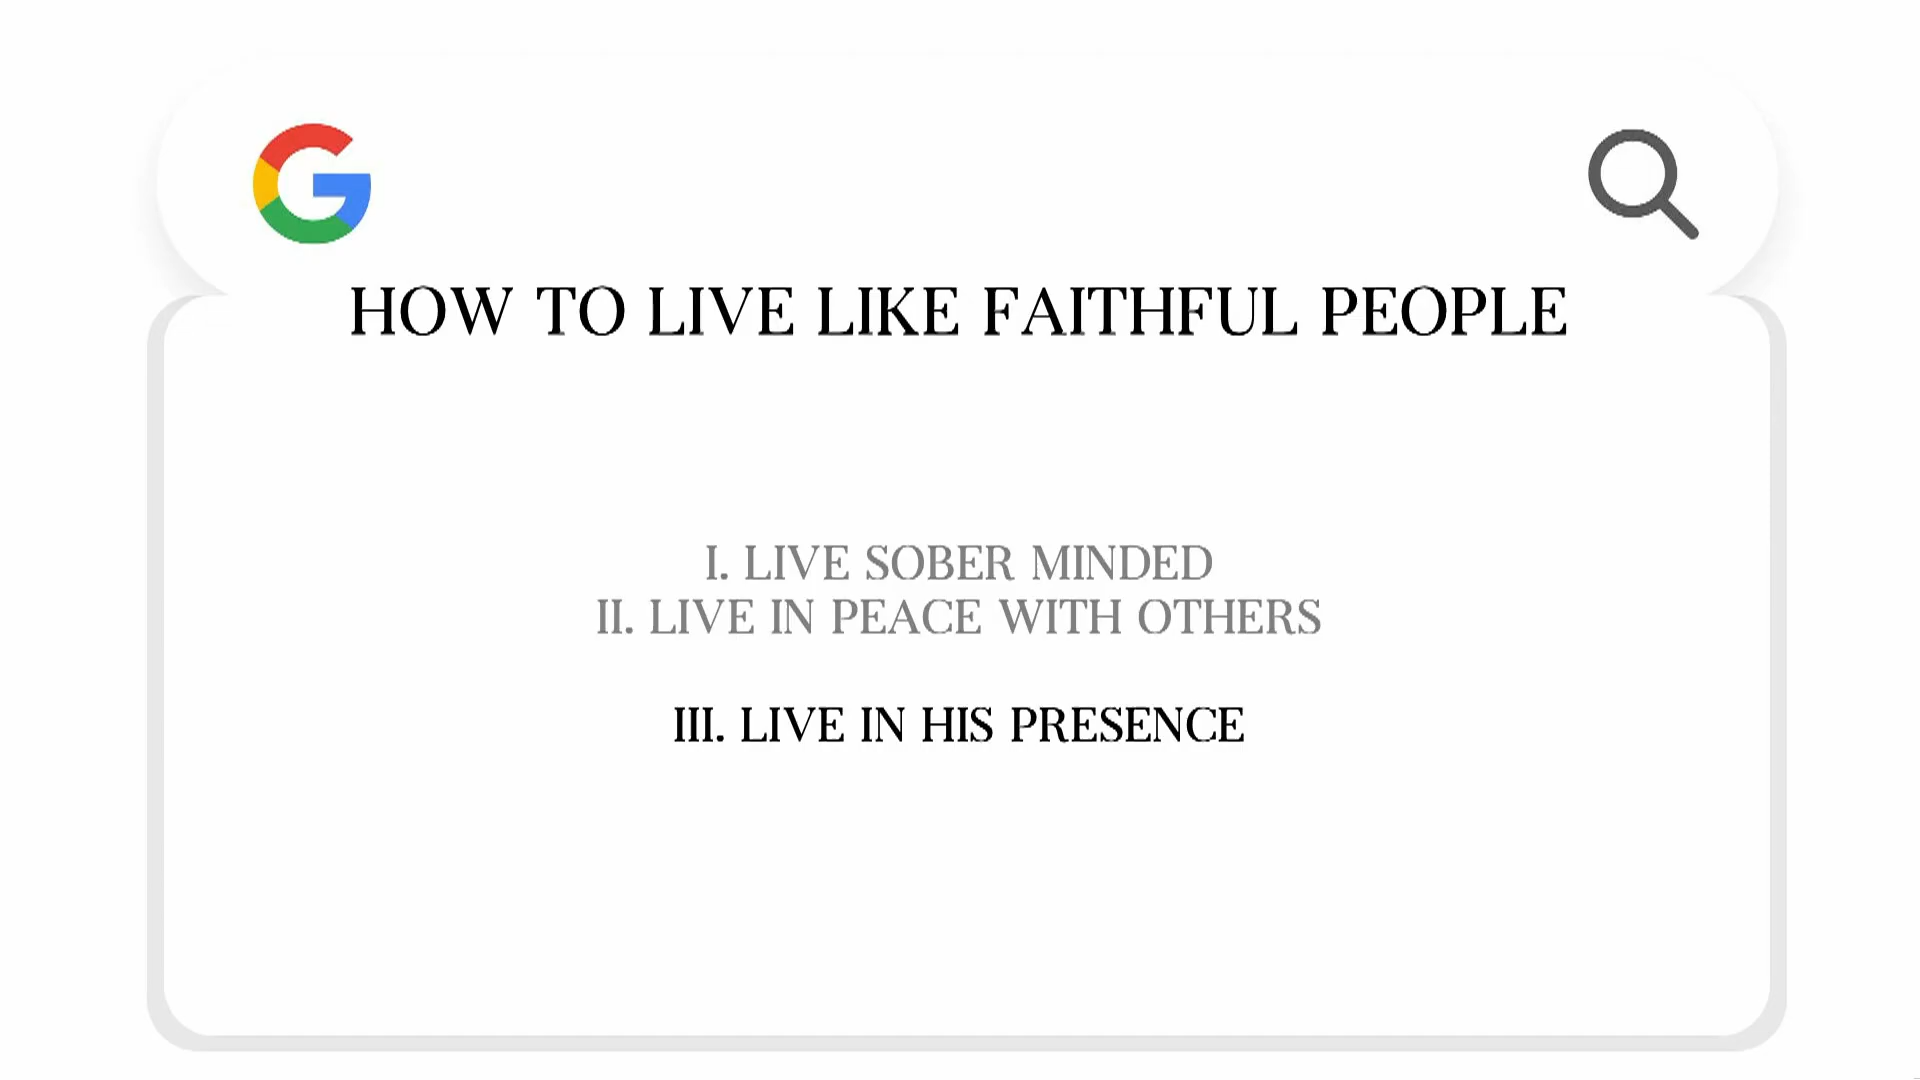 HOW TO LIVE LIKE FAITHFUL PEOPLE
I. LIVE SOBER MINDED
II. LIVE IN PEACE WITH OTHERS
III. LIVE IN HIS PRESENCE